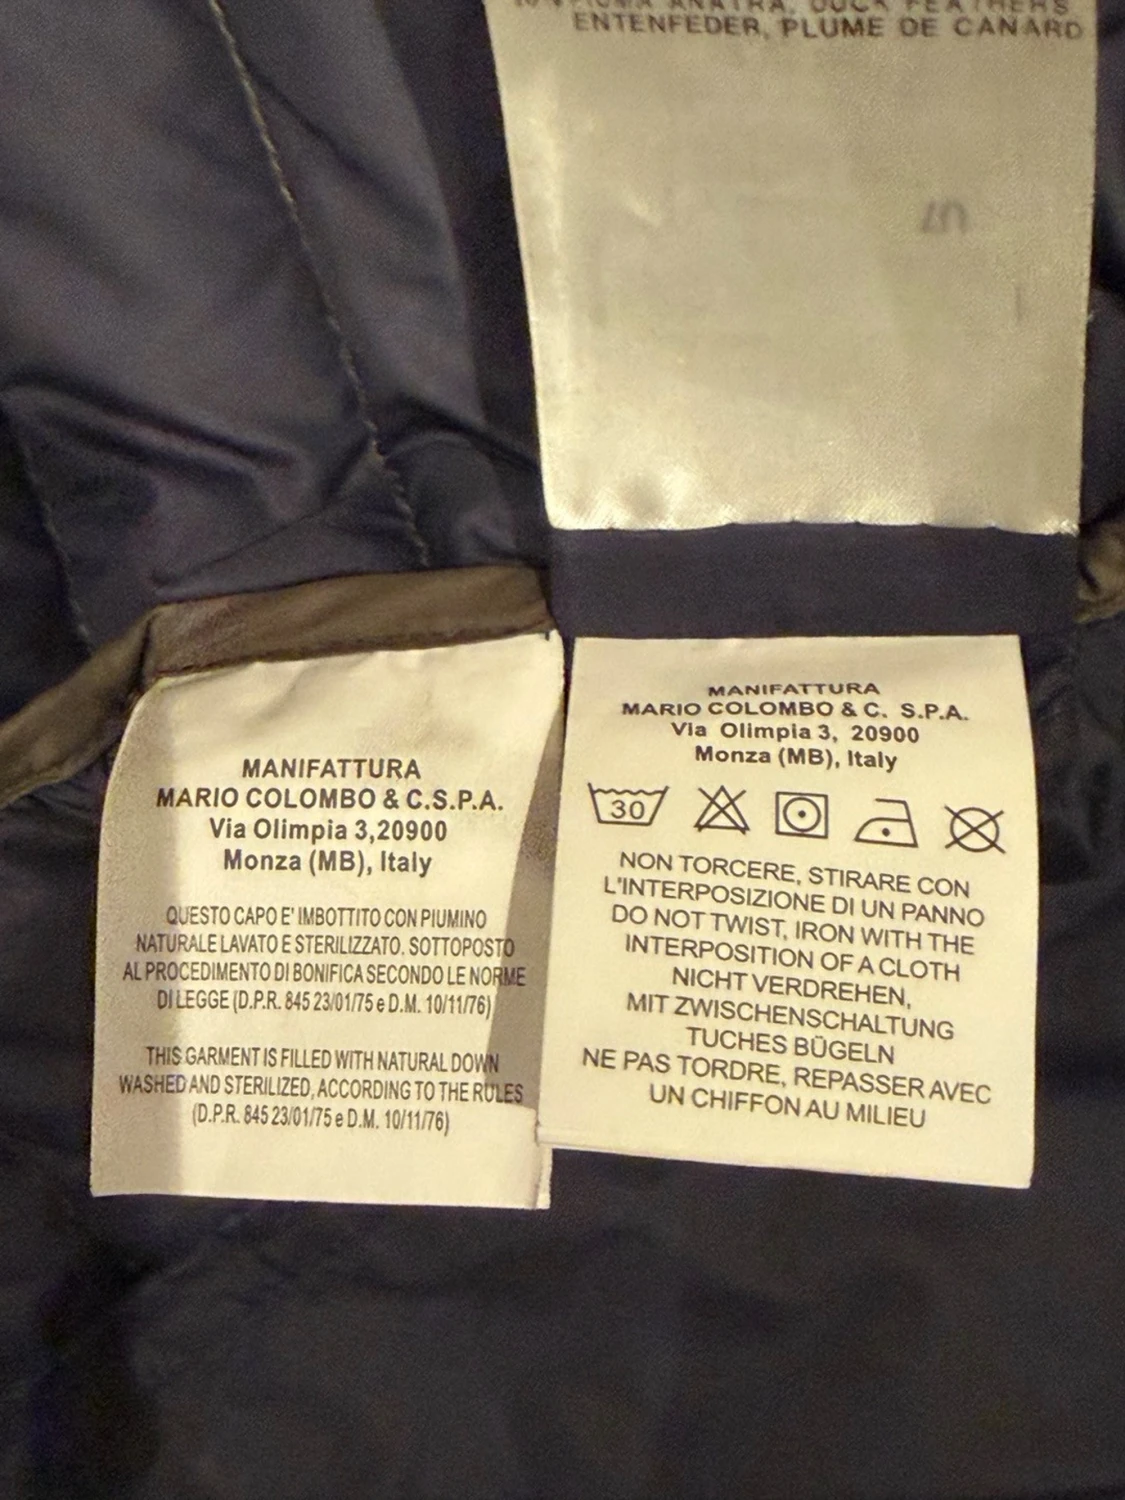 PIUMA ANATRA, DUCK FEATHERS
ENTENFEDER, PLUME DE CANARD
MANIFATTURA
MARIO COLOMBO & C.S.P.A.
Via Olimpia 3,20900
Monza (MB), Italy
QUESTO CAPO E' IMBOTTITO CON PIUMINO
NATURALE LAVATO E STERILIZZATO. SOTTOPOSTO
AL PROCEDIMENTO DI BONIFICA SECONDO LE NORME
DI LEGGE (D.P.R. 845 23/01/75 e D.M. 10/11/76)
THIS GARMENT IS FILLED WITH NATURAL DOWN
WASHED AND STERILIZED, ACCORDING TO THE RULES
(D.P.R. 845 23/01/75 e D.M. 10/11/76)
MANIFATTURA
MARIO COLOMBO & C. S.P.A.
Via Olimpia 3, 20900
Monza (MB), Italy
30
NON TORCERE, STIRARE CON
L'INTERPOSIZIONE DI UN PANNO
DO NOT TWIST, IRON WITH THE
INTERPOSITION OF A CLOTH
NICHT VERDREHEN,
MIT ZWISCHENSCHALTUNG
TUCHES BÜGELN
NE PAS TORDRE, REPASSER AVEC
UN CHIFFON AU MILIEU